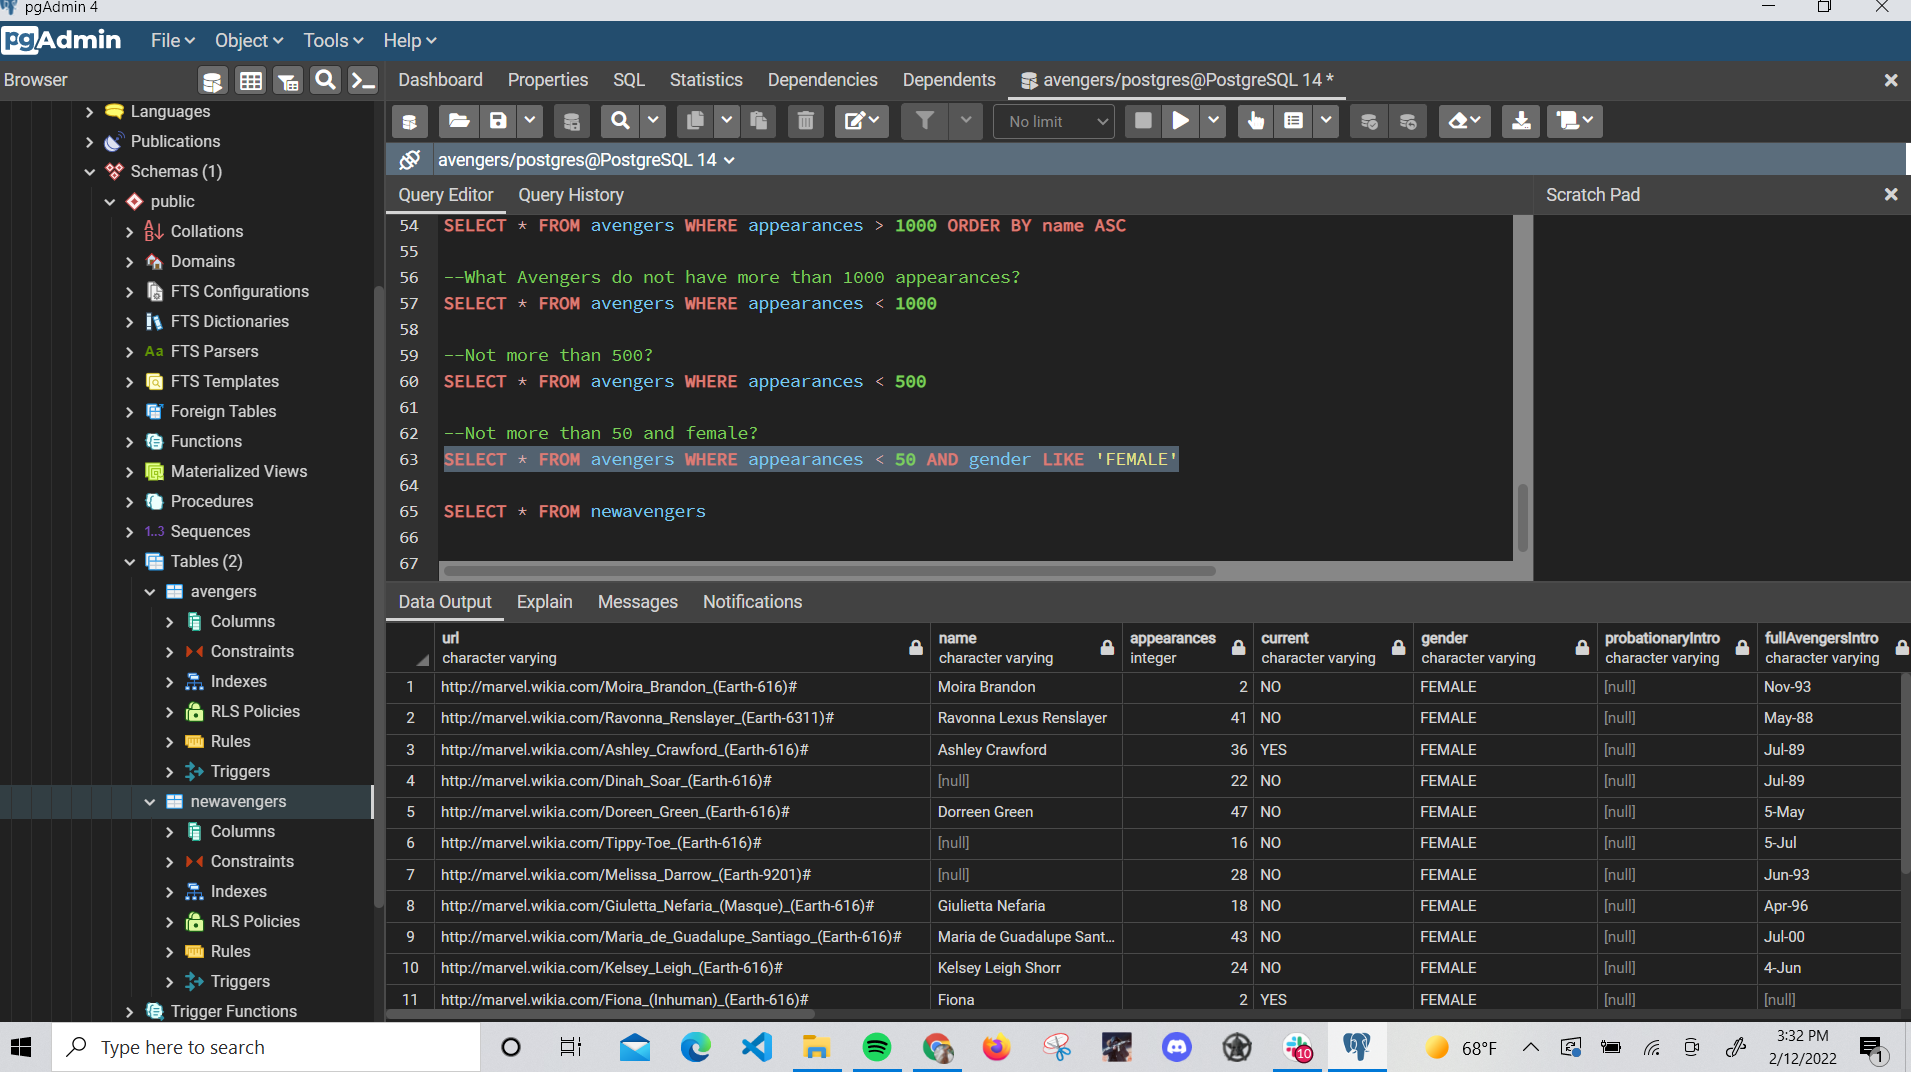 pgAdmin 4
pgAdmin File Object Tools Help
Browser
Dashboard Properties SQL Statistics Dependencies Dependents avengers/postgres@PostgreSQL 14 *
No limit
avengers/postgres@PostgreSQL 14
Query Editor Query History
Scratch Pad
Languages
Publications
Schemas (1)
public
Collations
Domains
FTS Configurations
FTS Dictionaries
Aa FTS Parsers
FTS Templates
Foreign Tables
Functions
Materialized Views
Procedures
1..3 Sequences
Tables (2)
avengers
Columns
Constraints
Indexes
RLS Policies
Rules
Triggers
newavengers
Columns
Constraints
Indexes
RLS Policies
Rules
Triggers
Trigger Functions
54 SELECT * FROM avengers WHERE appearances > 1000 ORDER BY name ASC
55
56 --What Avengers do not have more than 1000 appearances?
57 SELECT * FROM avengers WHERE appearances < 1000
58
59 --Not more than 500?
60 SELECT * FROM avengers WHERE appearances < 500
61
62 --Not more than 50 and female?
63 SELECT * FROM avengers WHERE appearances < 50 AND gender LIKE 'FEMALE'
64
65 SELECT * FROM newavengers
66
67
Data Output Explain Messages Notifications
url name appearances current gender probationaryIntro fullAvengersIntro
character varying character varying integer character varying character varying character varying character varying
1 http://marvel.wikia.com/Moira_Brandon_(Earth-616)# Moira Brandon 2 NO FEMALE [null] Nov-93
2 http://marvel.wikia.com/Ravonna_Renslayer_(Earth-6311)# Ravonna Lexus Renslayer 41 NO FEMALE [null] May-88
3 http://marvel.wikia.com/Ashley_Crawford_(Earth-616)# Ashley Crawford 36 YES FEMALE [null] Jul-89
4 http://marvel.wikia.com/Dinah_Soar_(Earth-616)# [null] 22 NO FEMALE [null] Jul-89
5 http://marvel.wikia.com/Doreen_Green_(Earth-616)# Dorreen Green 47 NO FEMALE [null] 5-May
6 http://marvel.wikia.com/Tippy-Toe_(Earth-616)# [null] 16 NO FEMALE [null] 5-Jul
7 http://marvel.wikia.com/Melissa_Darrow_(Earth-9201)# [null] 28 NO FEMALE [null] Jun-93
8 http://marvel.wikia.com/Giuletta_Nefaria_(Masque)_(Earth-616)# Giulietta Nefaria 18 NO FEMALE [null] Apr-96
9 http://marvel.wikia.com/Maria_de_Guadalupe_Santiago_(Earth-616)# Maria de Guadalupe Sant... 43 NO FEMALE [null] Jul-00
10 http://marvel.wikia.com/Kelsey_Leigh_(Earth-616)# Kelsey Leigh Shorr 24 NO FEMALE [null] 4-Jun
11 http://marvel.wikia.com/Fiona_(Inhuman)_(Earth-616)# Fiona 2 YES FEMALE [null] [null]
Type here to search
10
68°F
3:32 PM
2/12/2022
1